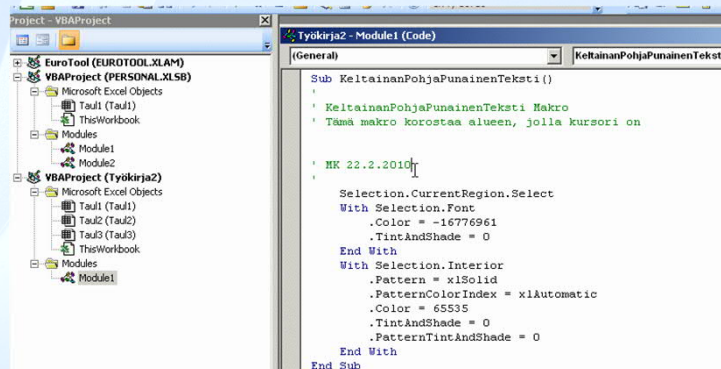 Project - VBAProject
EuroTool (EUROTOOL.XLAM)
VBAProject (PERSONAL.XLSB)
Microsoft Excel Objects
Taul1 (Taul1)
ThisWorkbook
Modules
Module1
Module2
VBAProject (Työkirja2)
Microsoft Excel Objects
Taul1 (Taul1)
Taul2 (Taul2)
Taul3 (Taul3)
ThisWorkbook
Modules
Module1
Työkirja2 - Module1 (Code)
(General)
KeltainanPohjaPunainenTekst
Sub KeltainanPohjaPunainenTeksti()
'
' KeltainanPohjaPunainenTeksti Makro
' Tämä makro korostaa alueen, jolla kursori on
' MK 22.2.2010
'
Selection.CurrentRegion.Select
With Selection.Font
.Color = -16776961
.TintAndShade = 0
End With
With Selection.Interior
.Pattern = xlSolid
.PatternColorIndex = xlAutomatic
.Color = 65535
.TintAndShade = 0
.PatternTintAndShade = 0
End With
End Sub